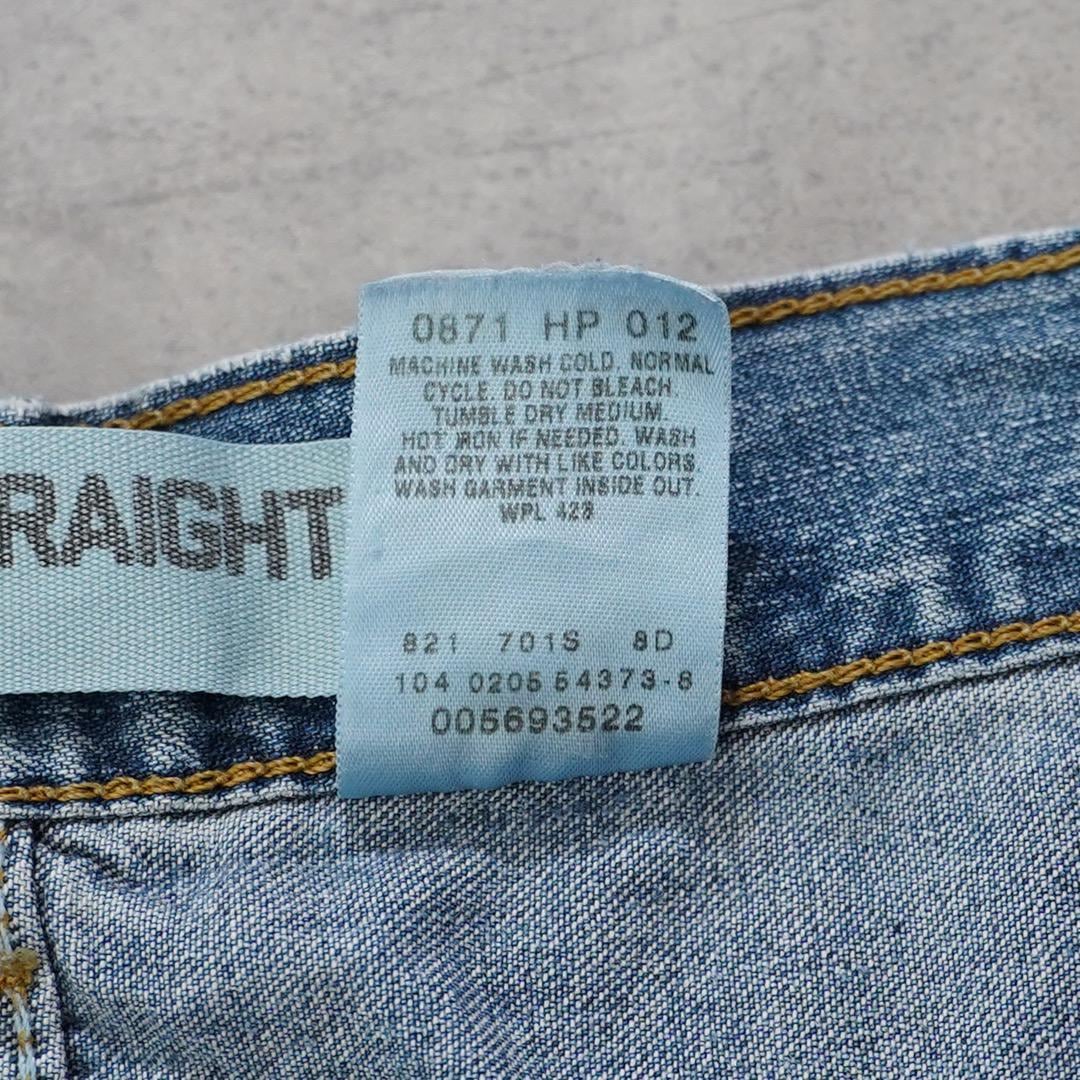 RAIGHT
0871 HP 012
MACHINE WASH COLD. NORMAL
CYCLE. DO NOT BLEACH.
TUMBLE DRY MEDIUM.
HOT IRON IF NEEDED. WASH
AND DRY WITH LIKE COLORS.
WASH GARMENT INSIDE OUT.
WPL 423
821 701S 8D
104 0205 54373-8
005693522